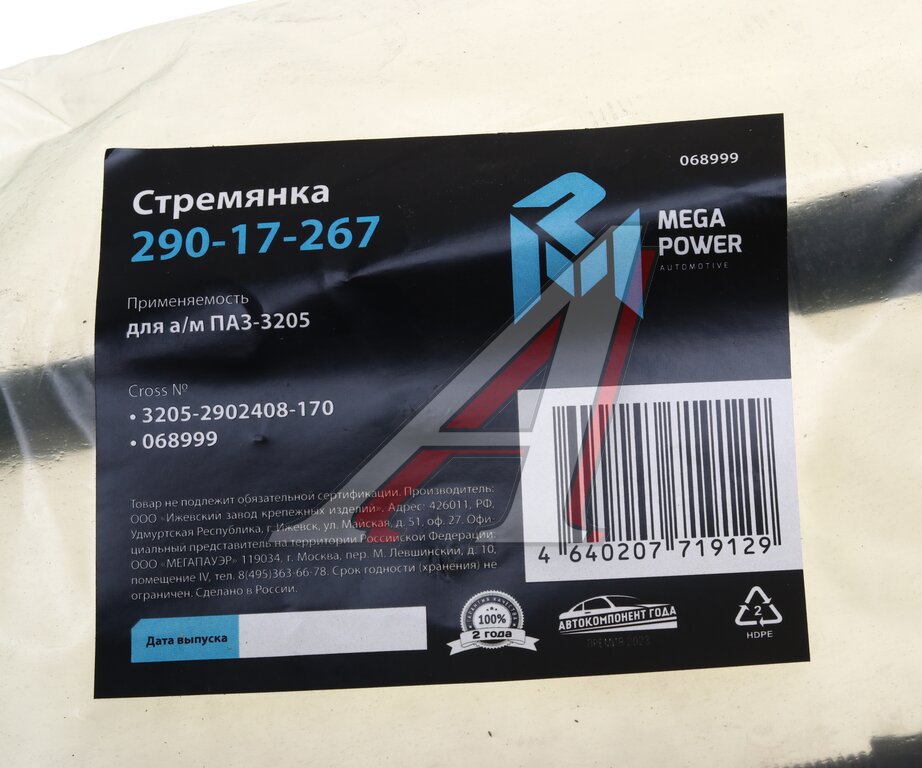 068999
Стремянка
290-17-267
MEGA
POWER
AUTOMOTIVE
Применяемость
для а/м ПАЗ-3205
Cross №
• 3205-2902408-170
• 068999
Товар не подлежит обязательной сертификации. Производитель:
ООО «Ижевский завод крепежных изделий». Адрес: 426011, РФ,
Удмуртская Республика, г. Ижевск, ул. Майская, д. 51, оф. 27. Офи-
циальный представитель на территории Российской Федерации:
ООО «МЕГАПАУЭР» 119034, г. Москва, пер. М. Левшинский, д. 10,
помещение IV, тел. 8(495)363-66-78. Срок годности (хранения) не
ограничен. Сделано в России.
4 640207 719129
Дата выпуска
ГАРАНТИЯ КАЧЕСТВА
100%
2 года
АВТОКОМПОНЕНТ ГОДА
ПРЕМИЯ 2023
2
HDPE